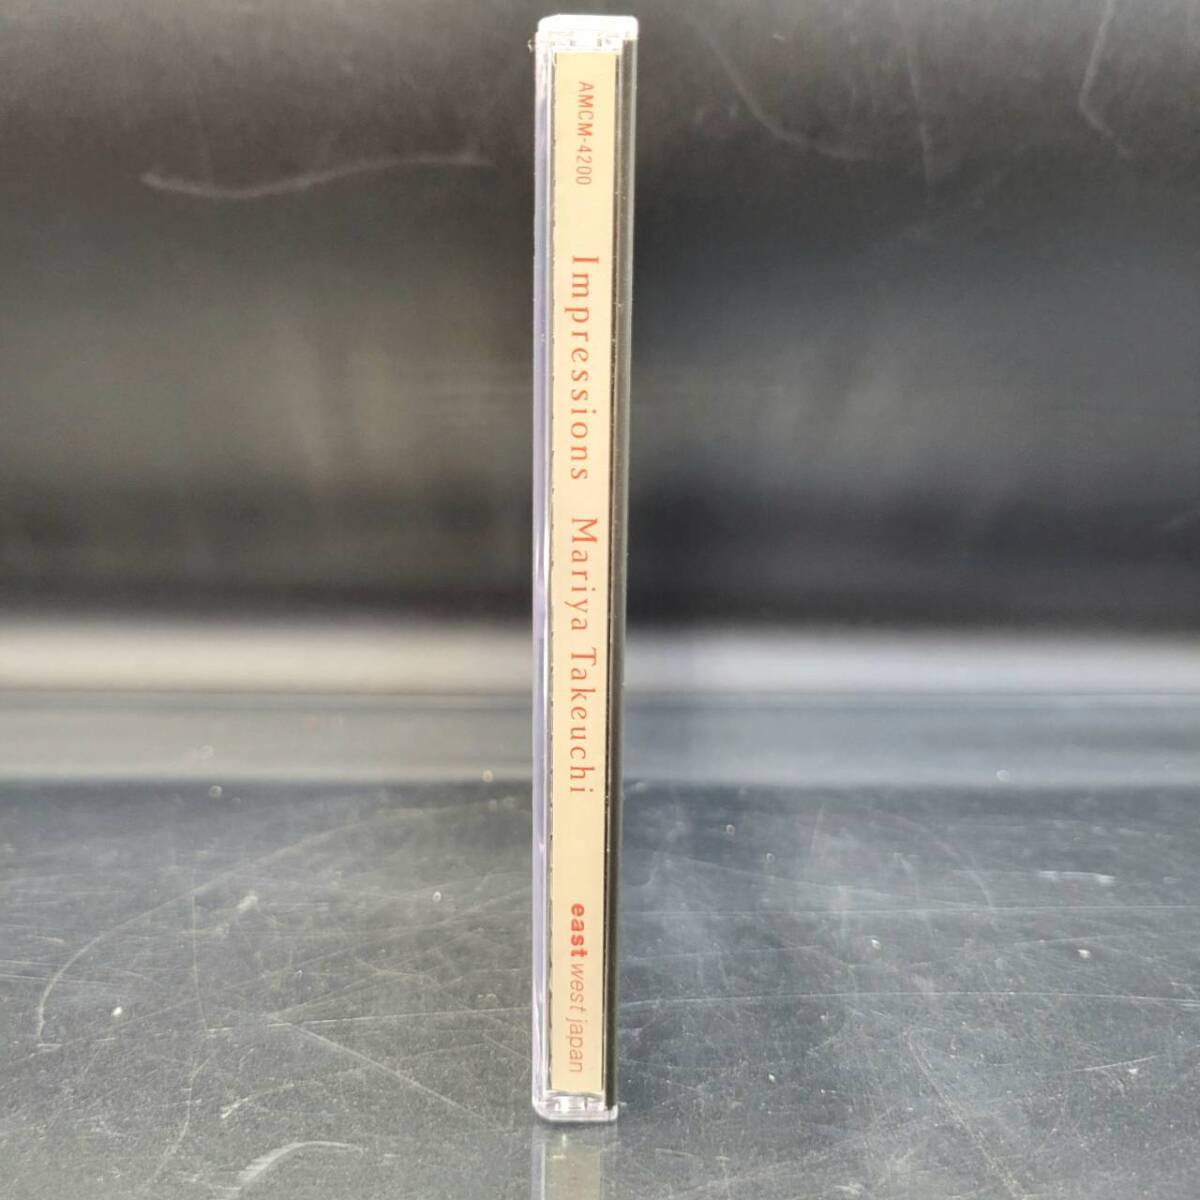 AMCM-4200
Impressions Mariya Takeuchi
eastwest japan